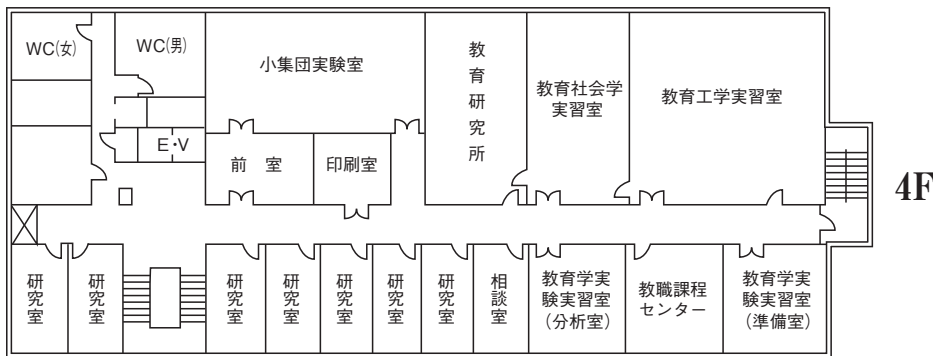 WC(女)
WC(男)
小集団実験室
教育研究所
教育社会学
実習室
教育工学実習室
E・V
前 室
印刷室
4F
研究室
研究室
研究室
研究室
研究室
研究室
研究室
相談室
教育学実
験実習室
(分析室)
教職課程
センター
教育学実
験実習室
(準備室)